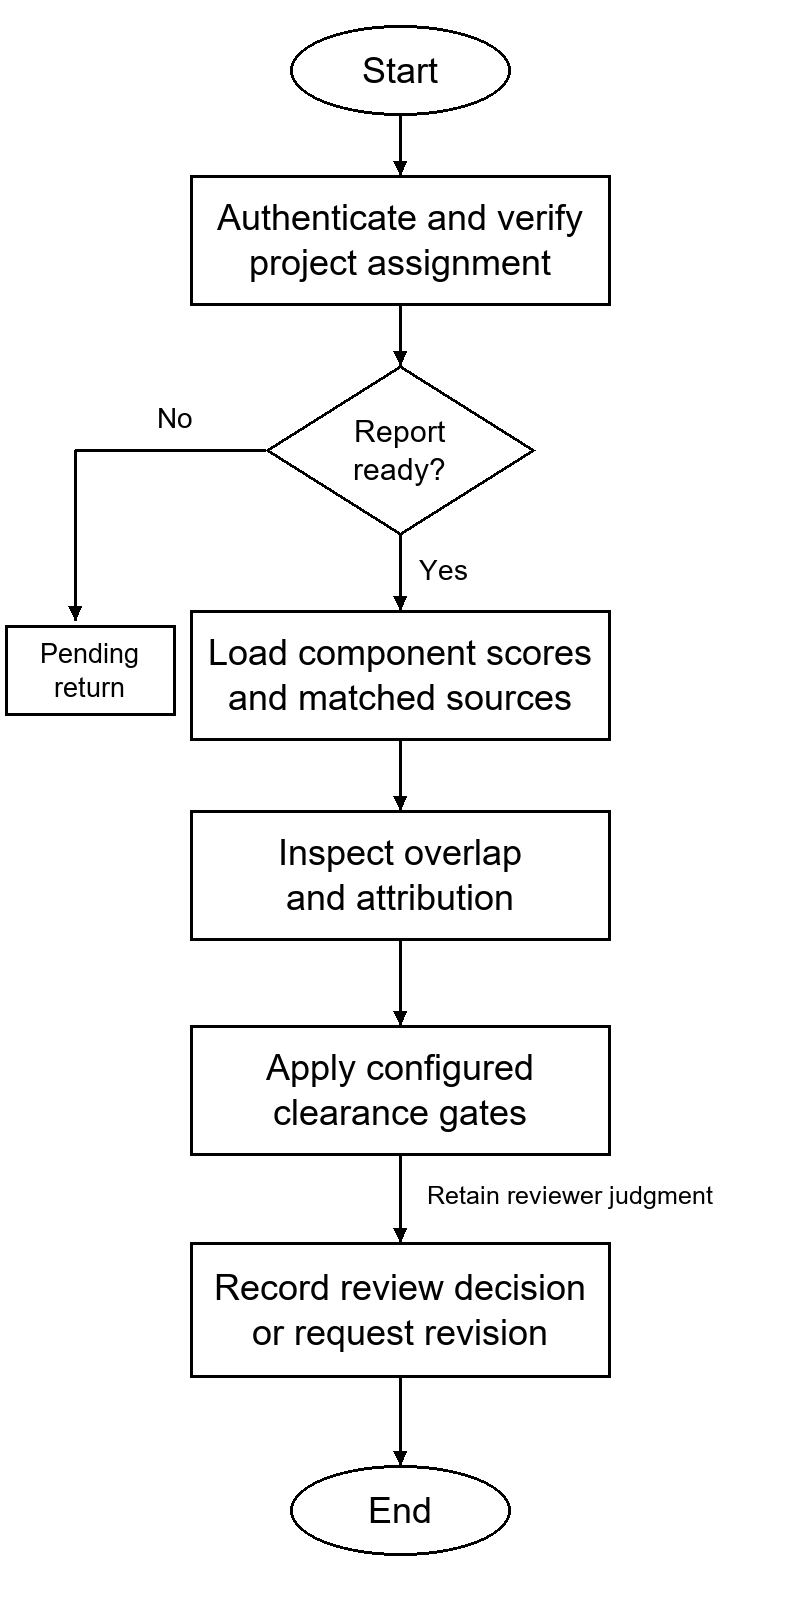 Start
Authenticate and verify
project assignment
Report
ready?
No
Yes
Pending
return
Load component scores
and matched sources
Inspect overlap
and attribution
Apply configured
clearance gates
Retain reviewer judgment
Record review decision
or request revision
End